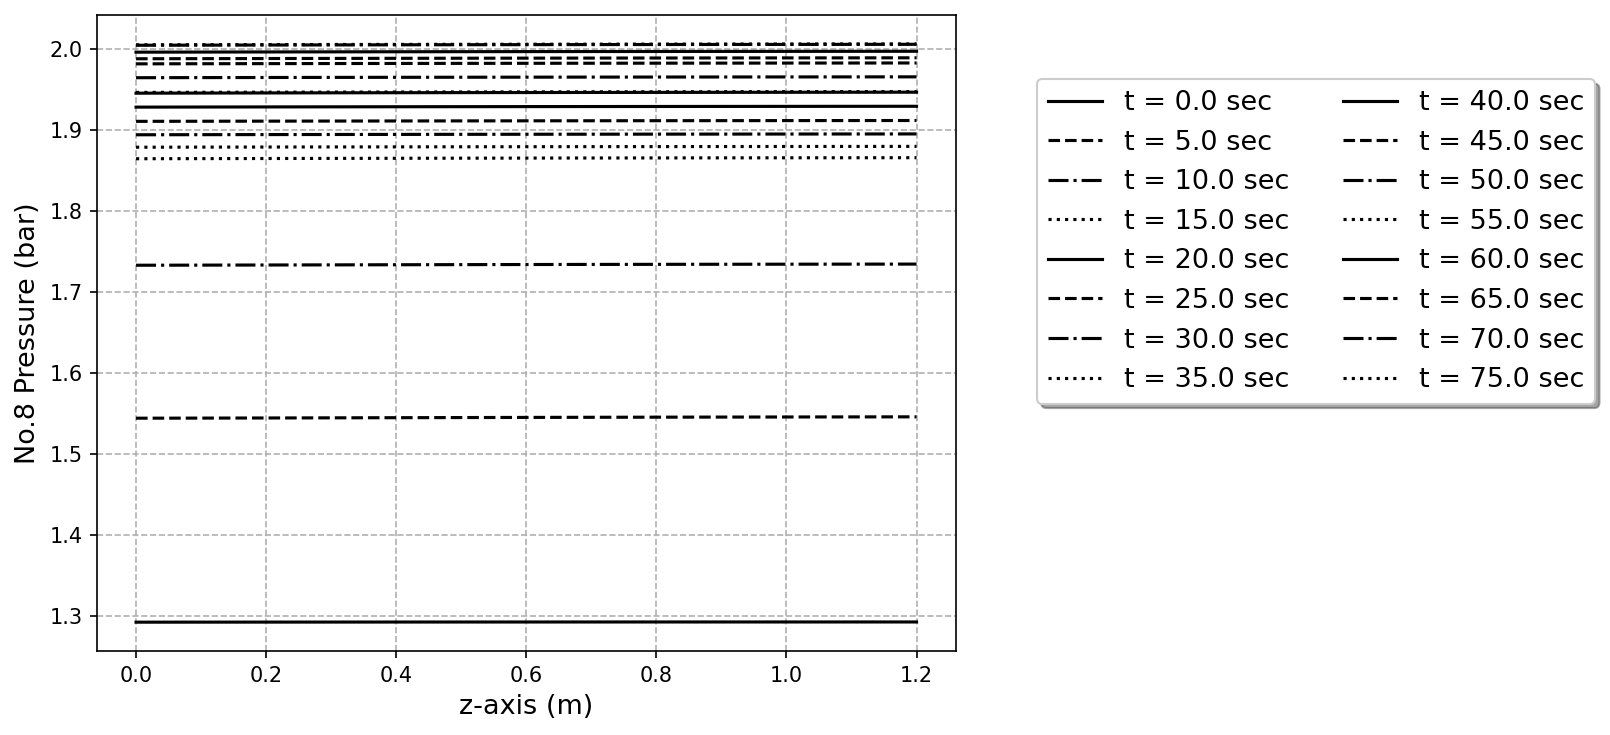 No.8 Pressure (bar)
2.0
1.9
1.8
1.7
1.6
1.5
1.4
1.3
0.0 0.2 0.4 0.6 0.8 1.0 1.2
z-axis (m)
t = 0.0 sec
t = 5.0 sec
t = 10.0 sec
t = 15.0 sec
t = 20.0 sec
t = 25.0 sec
t = 30.0 sec
t = 35.0 sec
t = 40.0 sec
t = 45.0 sec
t = 50.0 sec
t = 55.0 sec
t = 60.0 sec
t = 65.0 sec
t = 70.0 sec
t = 75.0 sec